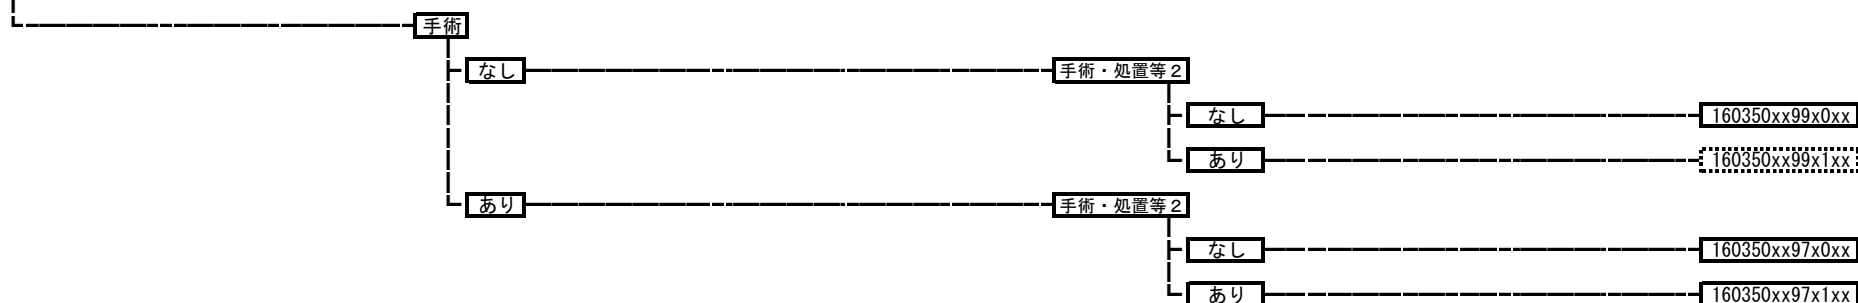 手術
なし 手術・処置等２
なし 160350xx99x0xx
あり 160350xx99x1xx
あり 手術・処置等２
なし 160350xx97x0xx
あり 160350xx97x1xx